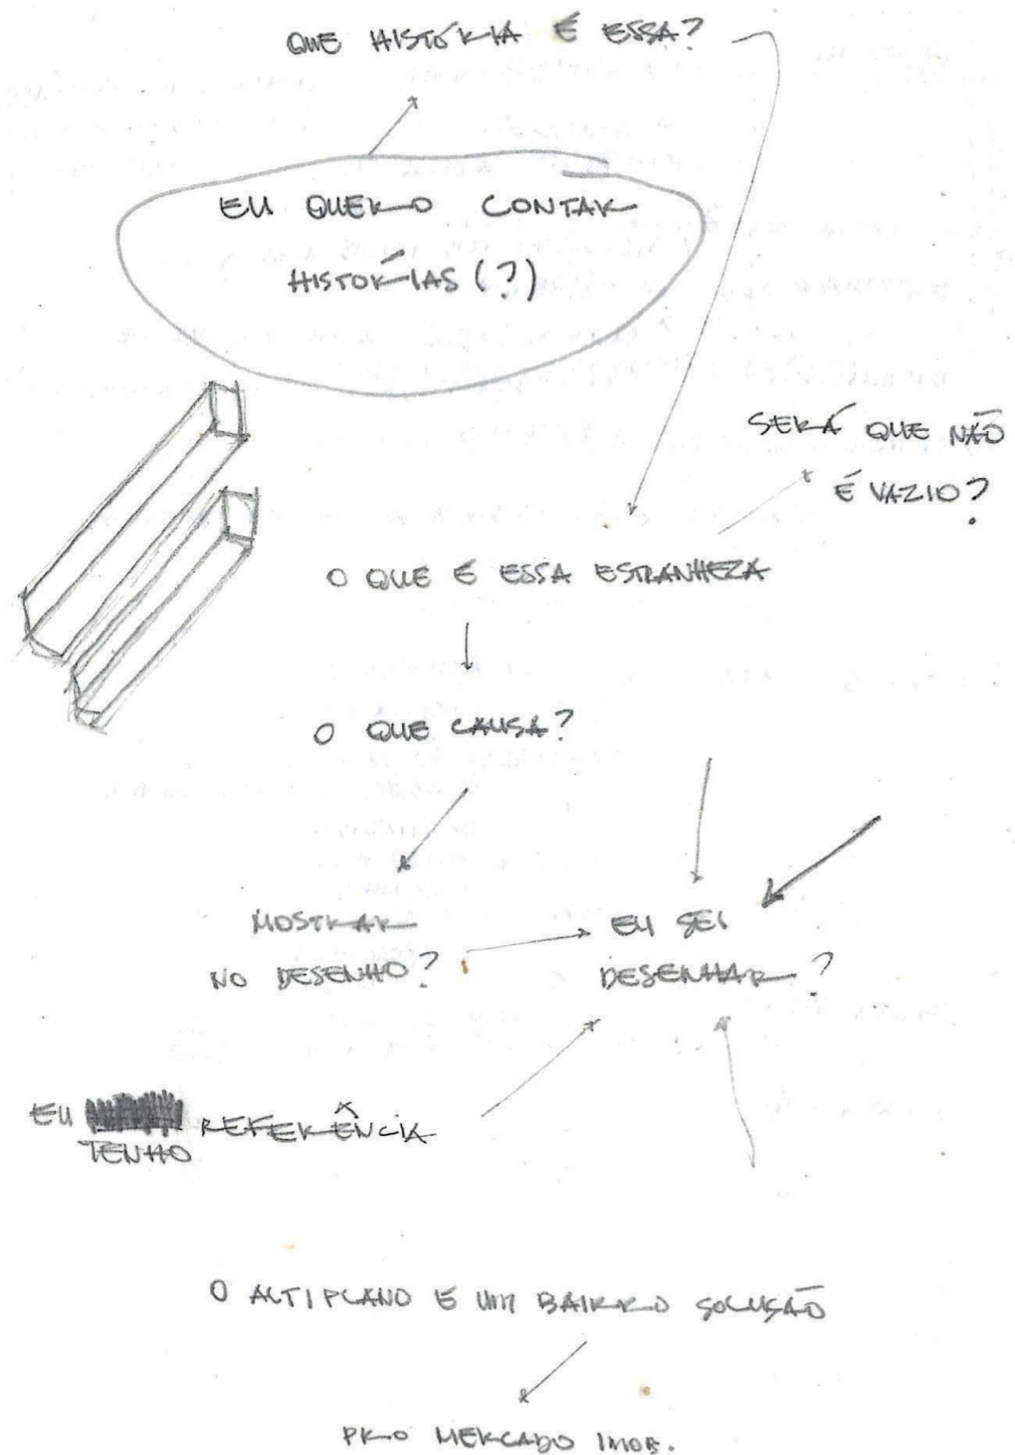 QUE HISTÓRIA É ESSA?
EU QUERO CONTAR
HISTÓRIAS (?)
SERÁ QUE NÃO
É VAZIO?
O QUE É ESSA ESTRANHEZA
O QUE CAUSA?
MOSTRAR
NO DESENHO?
EU SEI
DESENHAR?
EU TENHO REFERÊNCIA
O ALTIPLANO É UM BAIRRO SOLUSÃO
PRO MERCADO IMOB.